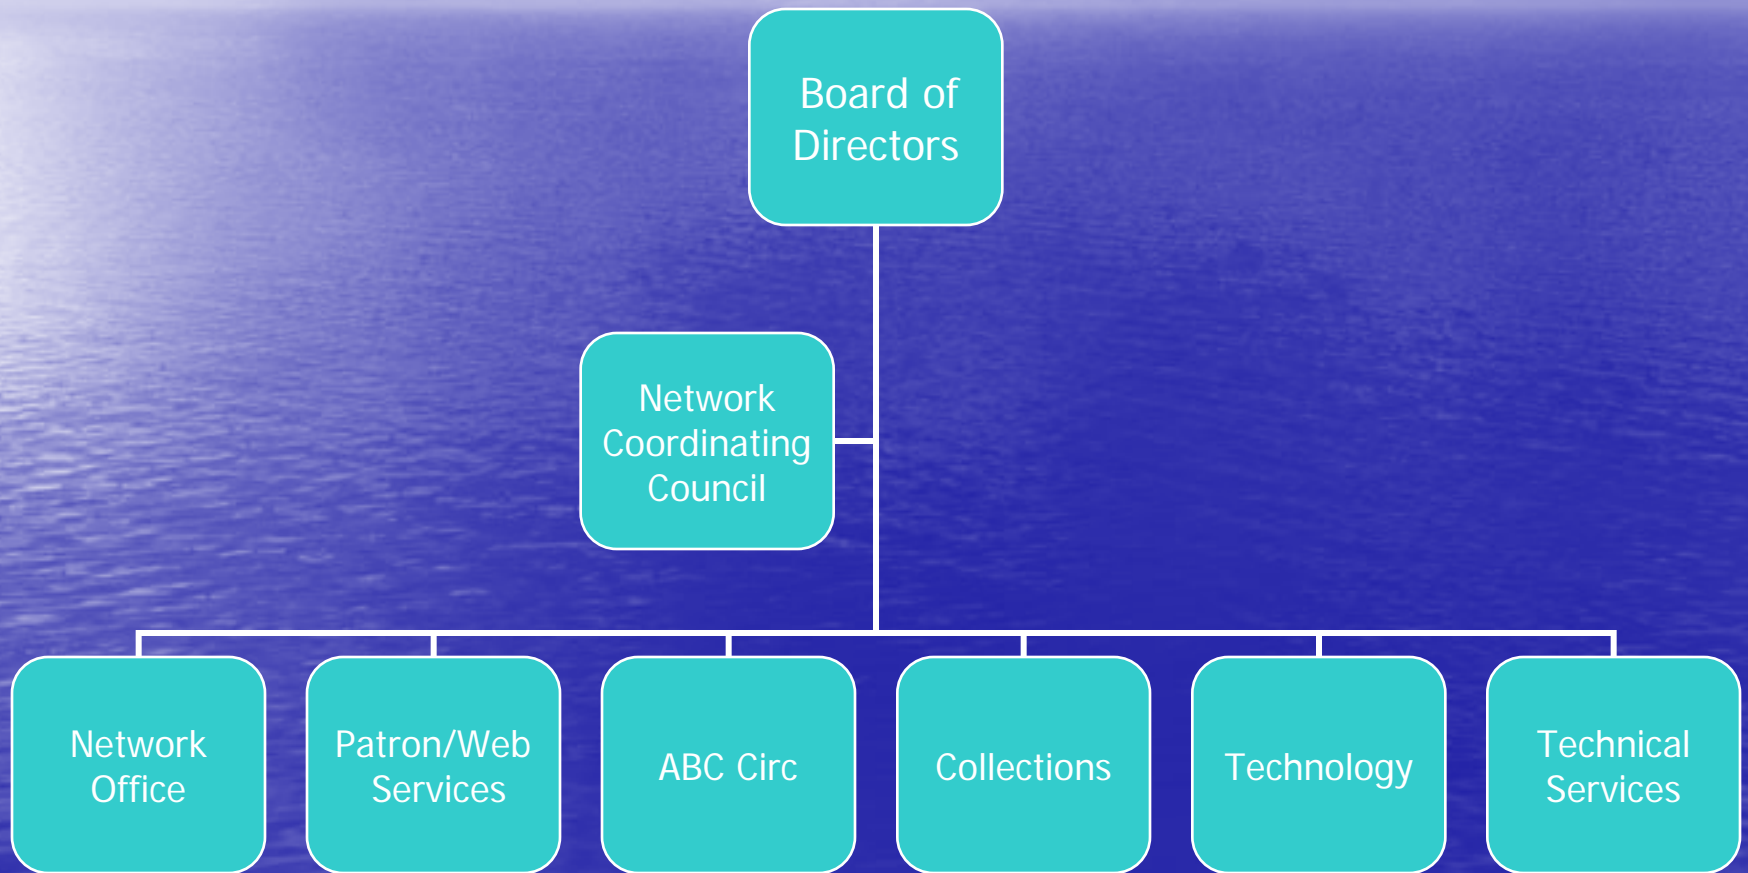 Board of
Directors
Network
Coordinating
Council
Network
Office
Patron/Web
Services
ABC Circ
Collections
Technology
Technical
Services